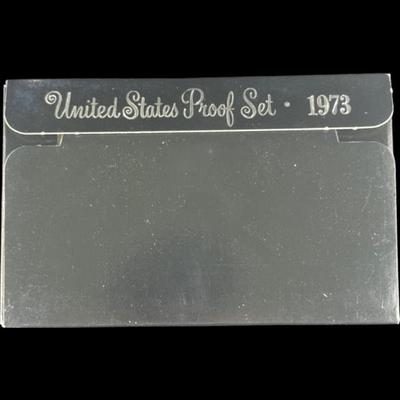 United States Proof Set · 1973